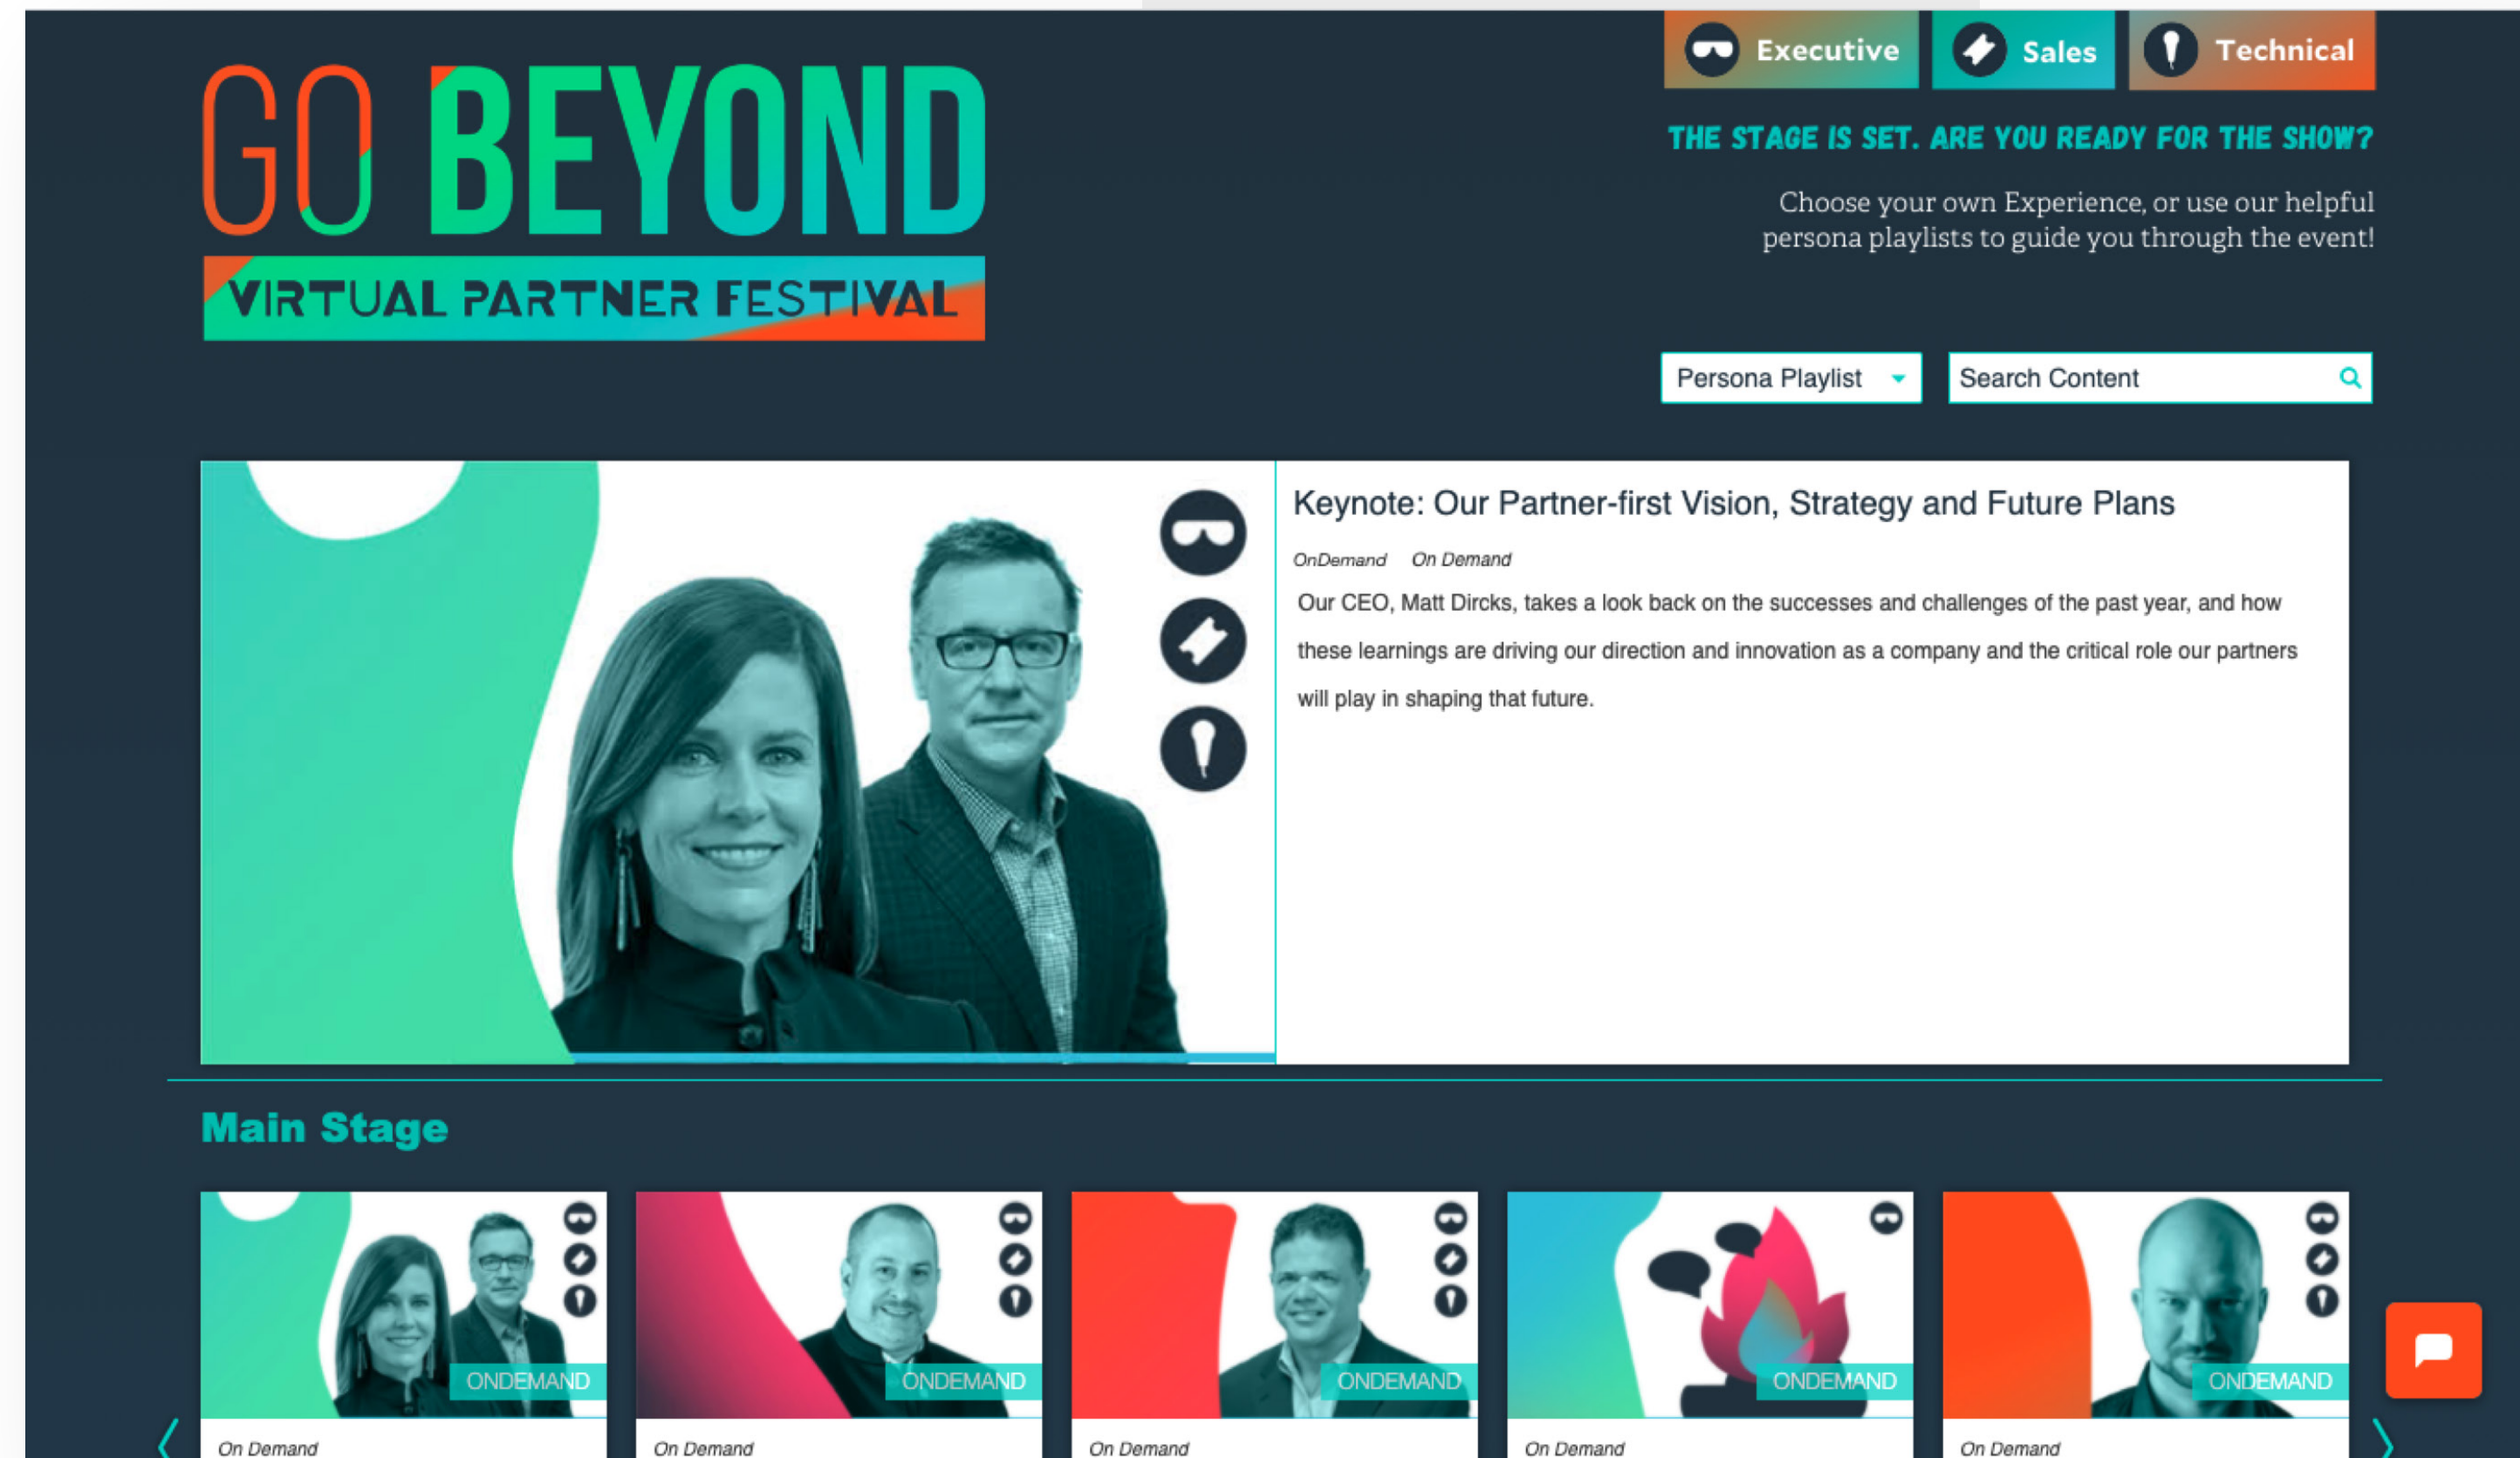 GO BEYOND
VIRTUAL PARTNER FESTIVAL
Executive
Sales
Technical
THE STAGE IS SET. ARE YOU READY FOR THE SHOW?
Choose your own Experience, or use our helpful
persona playlists to guide you through the event!
Persona Playlist
Search Content
Keynote: Our Partner-first Vision, Strategy and Future Plans
OnDemand On Demand
Our CEO, Matt Dircks, takes a look back on the successes and challenges of the past year, and how
these learnings are driving our direction and innovation as a company and the critical role our partners
will play in shaping that future.
Main Stage
ONDEMAND
ONDEMAND
ONDEMAND
ONDEMAND
ONDEMAND
On Demand
On Demand
On Demand
On Demand
On Demand